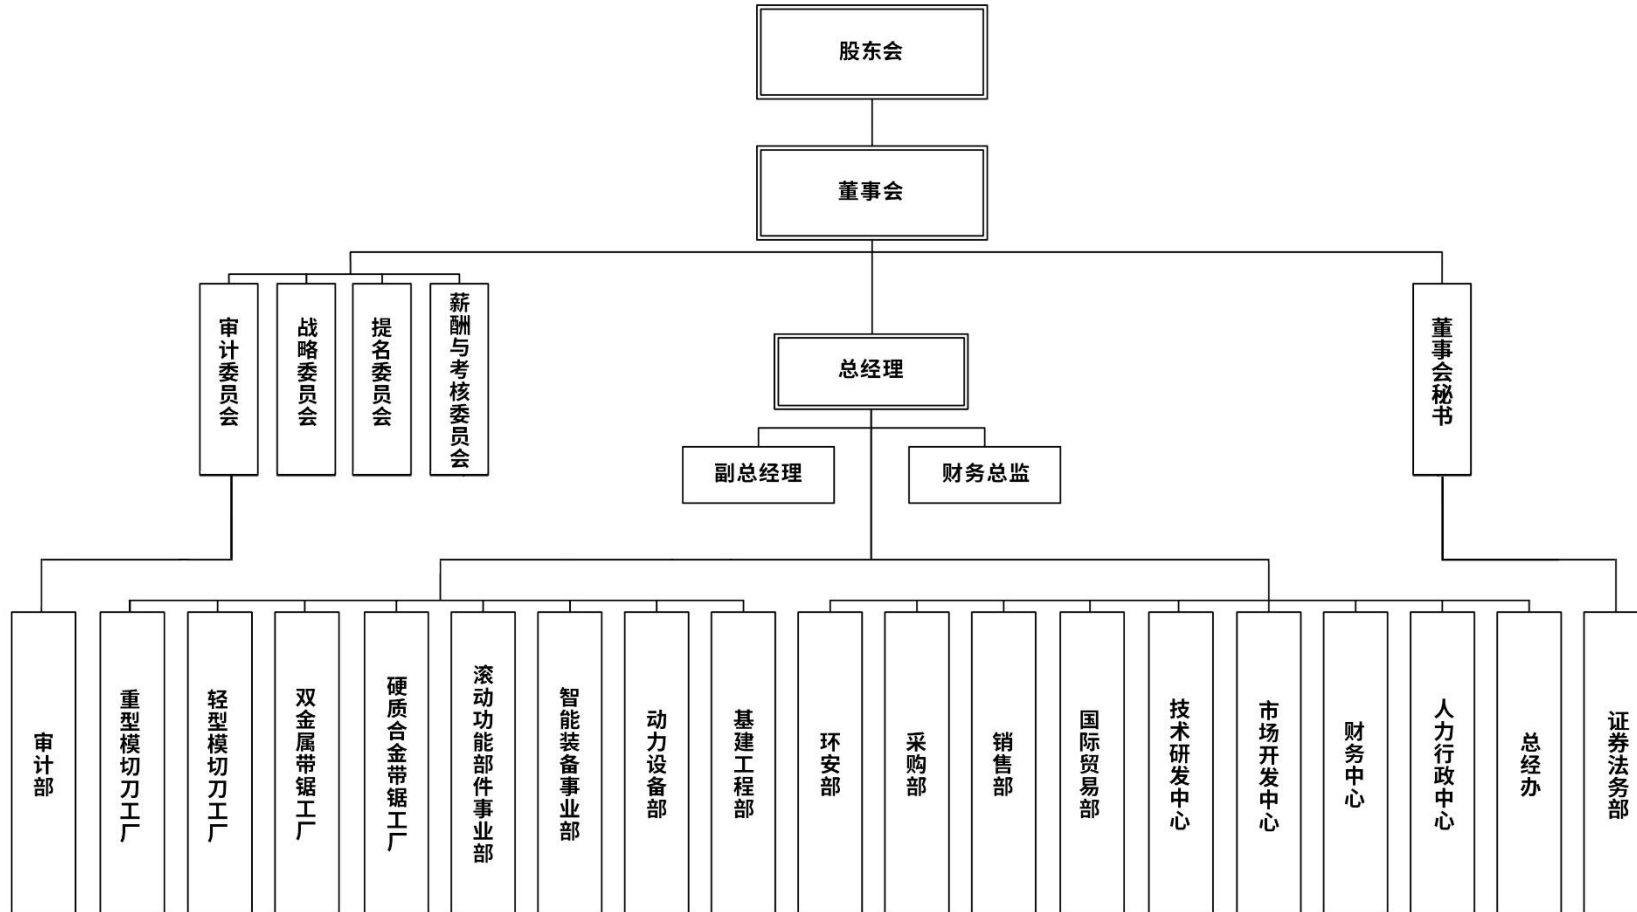 股东会
董事会
审计委员会
战略委员会
提名委员会
薪酬与考核委员会
总经理
董事会秘书
副总经理
财务总监
审计部
重型模切刀工厂
轻型模切刀工厂
双金属带锯工厂
硬质合金带锯工厂
滚动功能部件事业部
智能装备事业部
动力设备部
基建工程部
环安部
采购部
销售部
国际贸易部
技术研发中心
市场开发中心
财务中心
人力行政中心
总经办
证券法务部